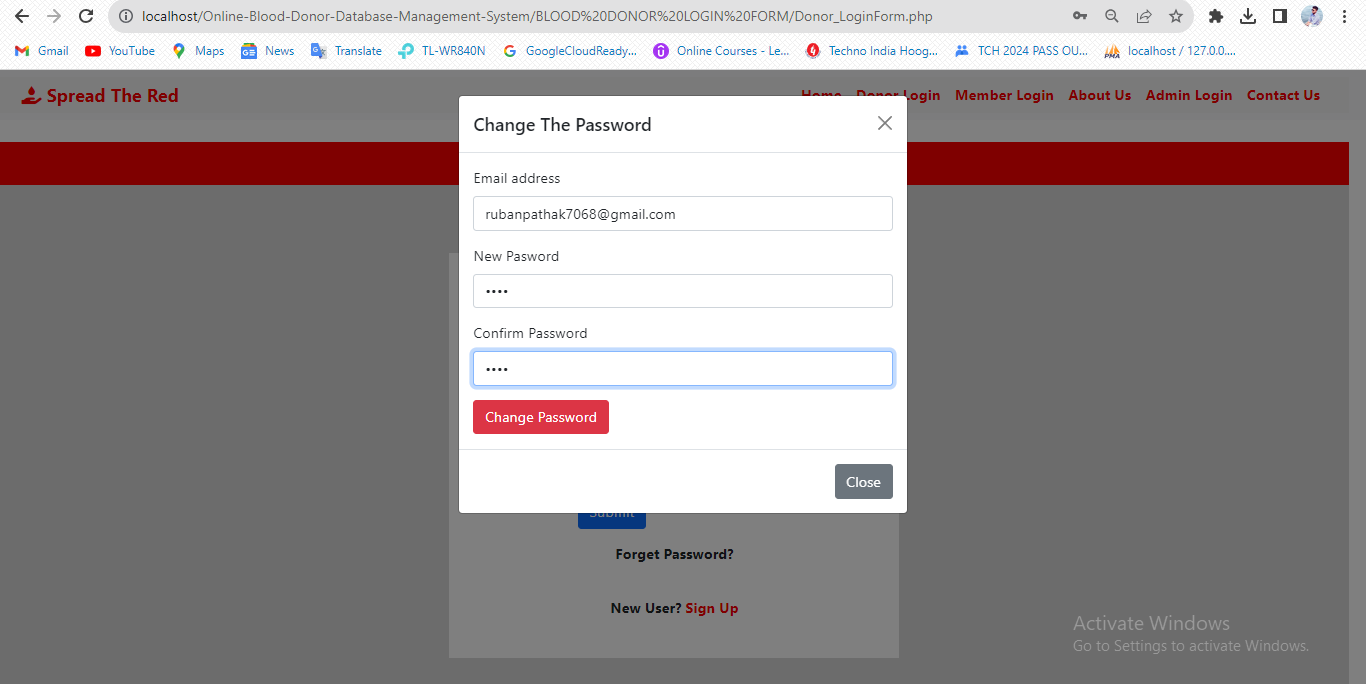 localhost/Online-Blood-Donor-Database-Management-System/BLOOD%20DONOR%20LOGIN%20FORM/Donor_LoginForm.php
Gmail YouTube Maps News Translate TL-WR840N GoogleCloudReady... Online Courses - Le... Techno India Hoog... TCH 2024 PASS OU... localhost / 127.0.0....
Spread The Red Home Donor Login Member Login About Us Admin Login Contact Us
Change The Password
Email address
rubanpathak7068@gmail.com
New Pasword
••••
Confirm Password
••••
Change Password
Close
Submit
Forget Password?
New User? Sign Up
Activate Windows
Go to Settings to activate Windows.